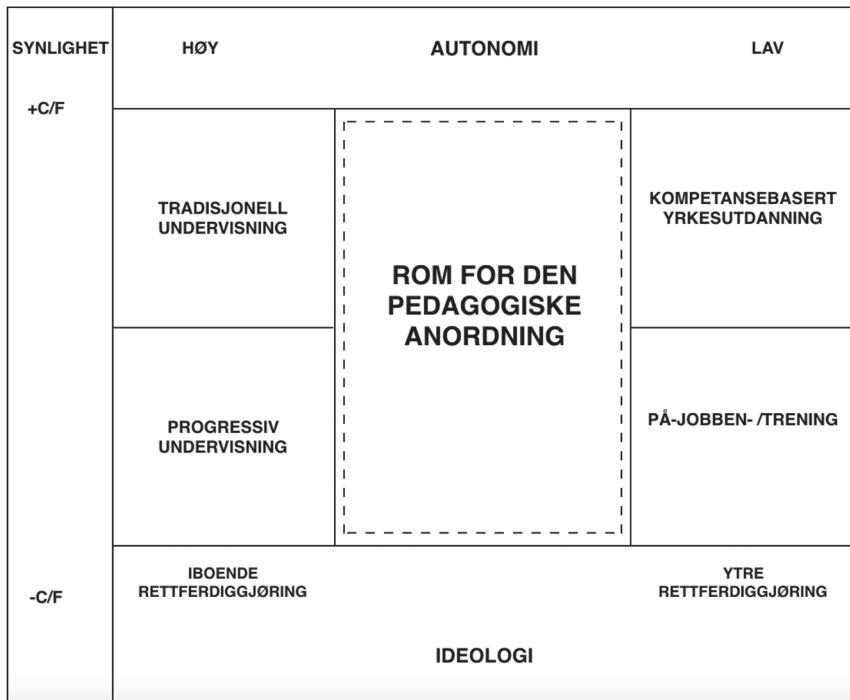 SYNLIGHET HØY AUTONOMI LAV
+C/F
TRADISJONELL
UNDERVISNING
ROM FOR DEN
PEDAGOGISKE
ANORDNING
KOMPETANSEBASERT
YRKESUTDANNING
PROGRESSIV
UNDERVISNING
PÅ-JOBBEN- /TRENING
-C/F
IBOENDE
RETTFERDIGGJØRING
YTRE
RETTFERDIGGJØRING
IDEOLOGI